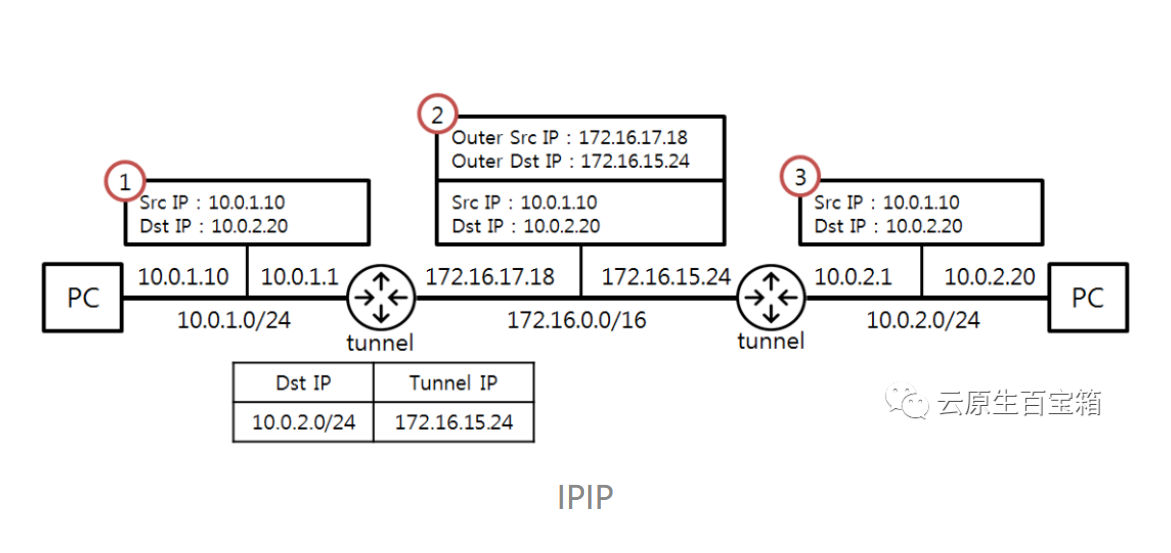 2
Outer Src IP : 172.16.17.18
Outer Dst IP : 172.16.15.24
1
Src IP : 10.0.1.10
Dst IP : 10.0.2.20
Src IP : 10.0.1.10
Dst IP : 10.0.2.20
3
Src IP : 10.0.1.10
Dst IP : 10.0.2.20
PC
10.0.1.10
10.0.1.1
172.16.17.18
172.16.15.24
10.0.2.1
10.0.2.20
PC
10.0.1.0/24
172.16.0.0/16
10.0.2.0/24
tunnel
tunnel
Dst IP
Tunnel IP
10.0.2.0/24
172.16.15.24
云原生百宝箱
IPIP